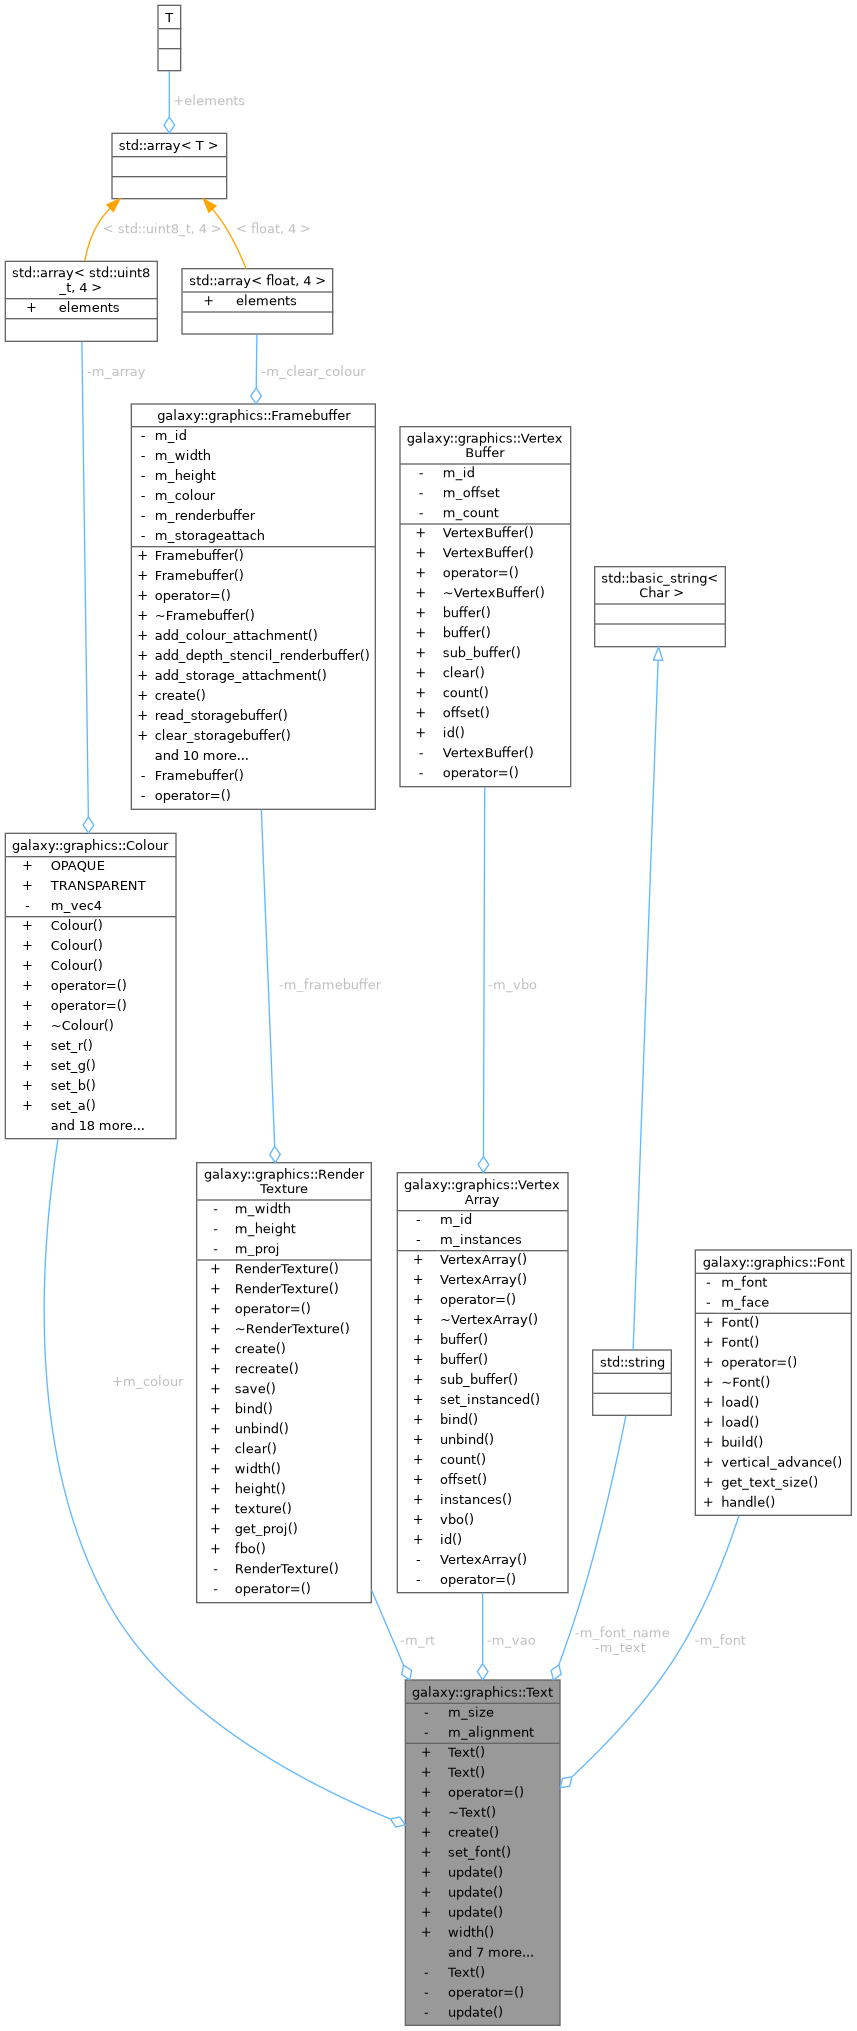 T
+elements
std::array< T >
< std::uint8_t, 4 >
< float, 4 >
std::array< std::uint8
_t, 4 >
+ elements
std::array< float, 4 >
+ elements
-m_array
-m_clear_colour
galaxy::graphics::Framebuffer
- m_id
- m_width
- m_height
- m_colour
- m_renderbuffer
- m_storageattach
+ Framebuffer()
+ Framebuffer()
+ operator=()
+ ~Framebuffer()
+ add_colour_attachment()
+ add_depth_stencil_renderbuffer()
+ add_storage_attachment()
+ create()
+ read_storagebuffer()
+ clear_storagebuffer()
and 10 more...
- Framebuffer()
- operator=()
galaxy::graphics::Vertex
Buffer
- m_id
- m_offset
- m_count
+ VertexBuffer()
+ VertexBuffer()
+ operator=()
+ ~VertexBuffer()
+ buffer()
+ buffer()
+ sub_buffer()
+ clear()
+ count()
+ offset()
+ id()
- VertexBuffer()
- operator=()
std::basic_string<
Char >
galaxy::graphics::Colour
+ OPAQUE
+ TRANSPARENT
- m_vec4
+ Colour()
+ Colour()
+ Colour()
+ operator=()
+ operator=()
+ ~Colour()
+ set_r()
+ set_g()
+ set_b()
+ set_a()
and 18 more...
-m_framebuffer
-m_vbo
galaxy::graphics::Render
Texture
- m_width
- m_height
- m_proj
+ RenderTexture()
+ RenderTexture()
+ operator=()
+ ~RenderTexture()
+ create()
+ recreate()
+ save()
+ bind()
+ unbind()
+ clear()
+ width()
+ height()
+ texture()
+ get_proj()
+ fbo()
- RenderTexture()
- operator=()
galaxy::graphics::Vertex
Array
- m_id
- m_instances
+ VertexArray()
+ VertexArray()
+ operator=()
+ ~VertexArray()
+ buffer()
+ buffer()
+ sub_buffer()
+ set_instanced()
+ bind()
+ unbind()
+ count()
+ offset()
+ instances()
+ vbo()
+ id()
- VertexArray()
- operator=()
std::string
galaxy::graphics::Font
- m_font
- m_face
+ Font()
+ Font()
+ operator=()
+ ~Font()
+ load()
+ load()
+ build()
+ vertical_advance()
+ get_text_size()
+ handle()
+m_colour
-m_rt
-m_vao
-m_font_name
-m_text
-m_font
galaxy::graphics::Text
- m_size
- m_alignment
+ Text()
+ Text()
+ operator=()
+ ~Text()
+ create()
+ set_font()
+ update()
+ update()
+ update()
+ width()
and 7 more...
- Text()
- operator=()
- update()